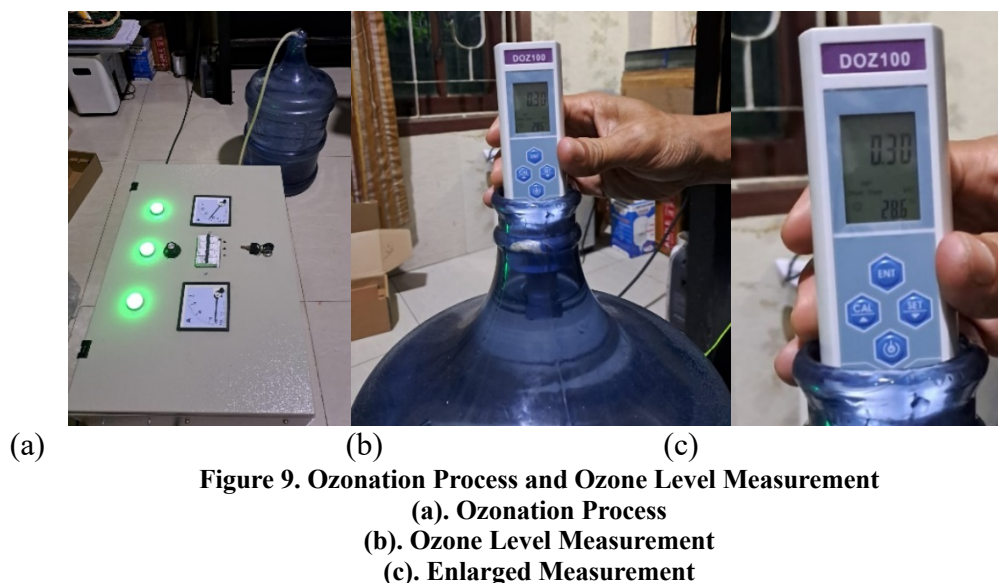 DOZ100
0.30
ENT
DOZ100
0.30
28.6
ENT
CAL
SET
(a) (b) (c)
Figure 9. Ozonation Process and Ozone Level Measurement
(a). Ozonation Process
(b). Ozone Level Measurement
(c). Enlarged Measurement